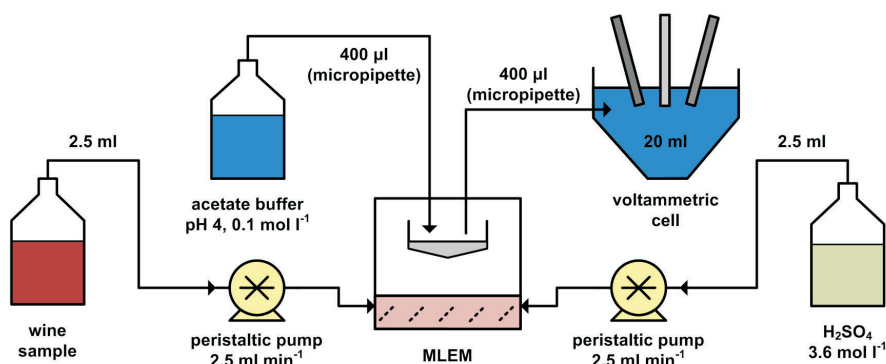 400 µl
(micropipette)
400 µl
(micropipette)
2.5 ml
20 ml
2.5 ml
acetate buffer
pH 4, 0.1 mol l⁻¹
voltammetric
cell
wine
sample
peristaltic pump
2.5 ml min⁻¹
MLEM
peristaltic pump
2.5 ml min⁻¹
H₂SO₄
3.6 mol l⁻¹